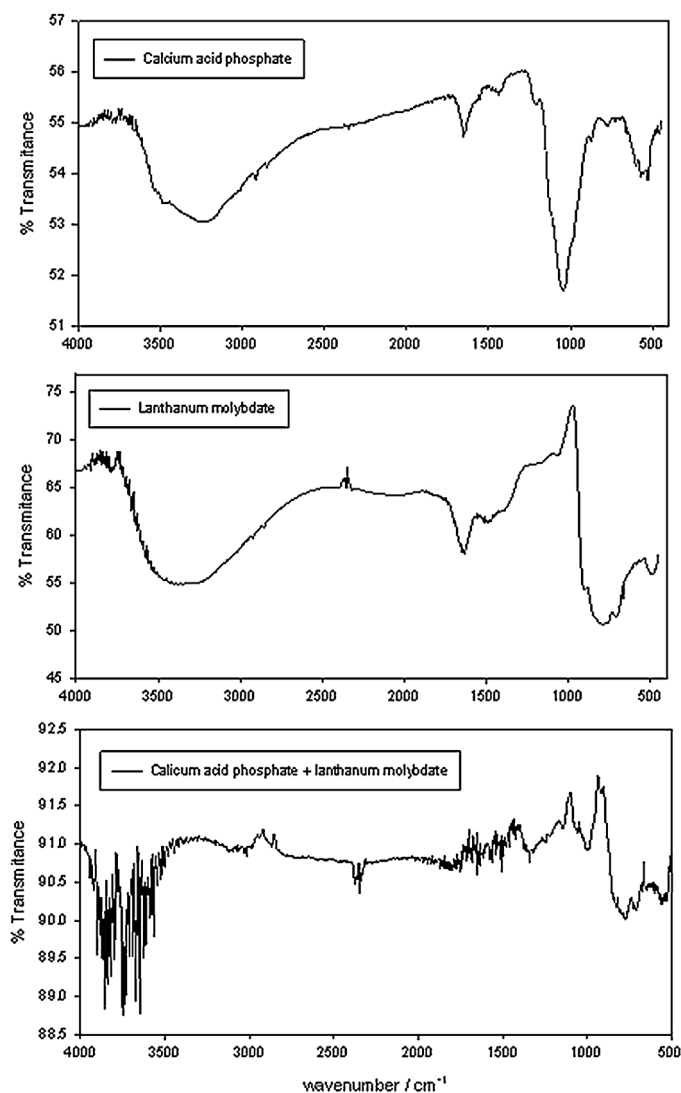 57
56
55
54
53
52
51
% Transmitance
Calcium acid phosphate
4000 3500 3000 2500 2000 1500 1000 500
75
70
65
60
55
50
45
% Transmitance
Lanthanum molybdate
4000 3500 3000 2500 2000 1500 1000 500
92.5
92.0
91.5
91.0
90.5
90.0
89.5
89.0
88.5
% Transmitance
Calicum acid phosphate + lanthanum molybdate
4000 3500 3000 2500 2000 1500 1000 500
wavenumber / cm⁻¹